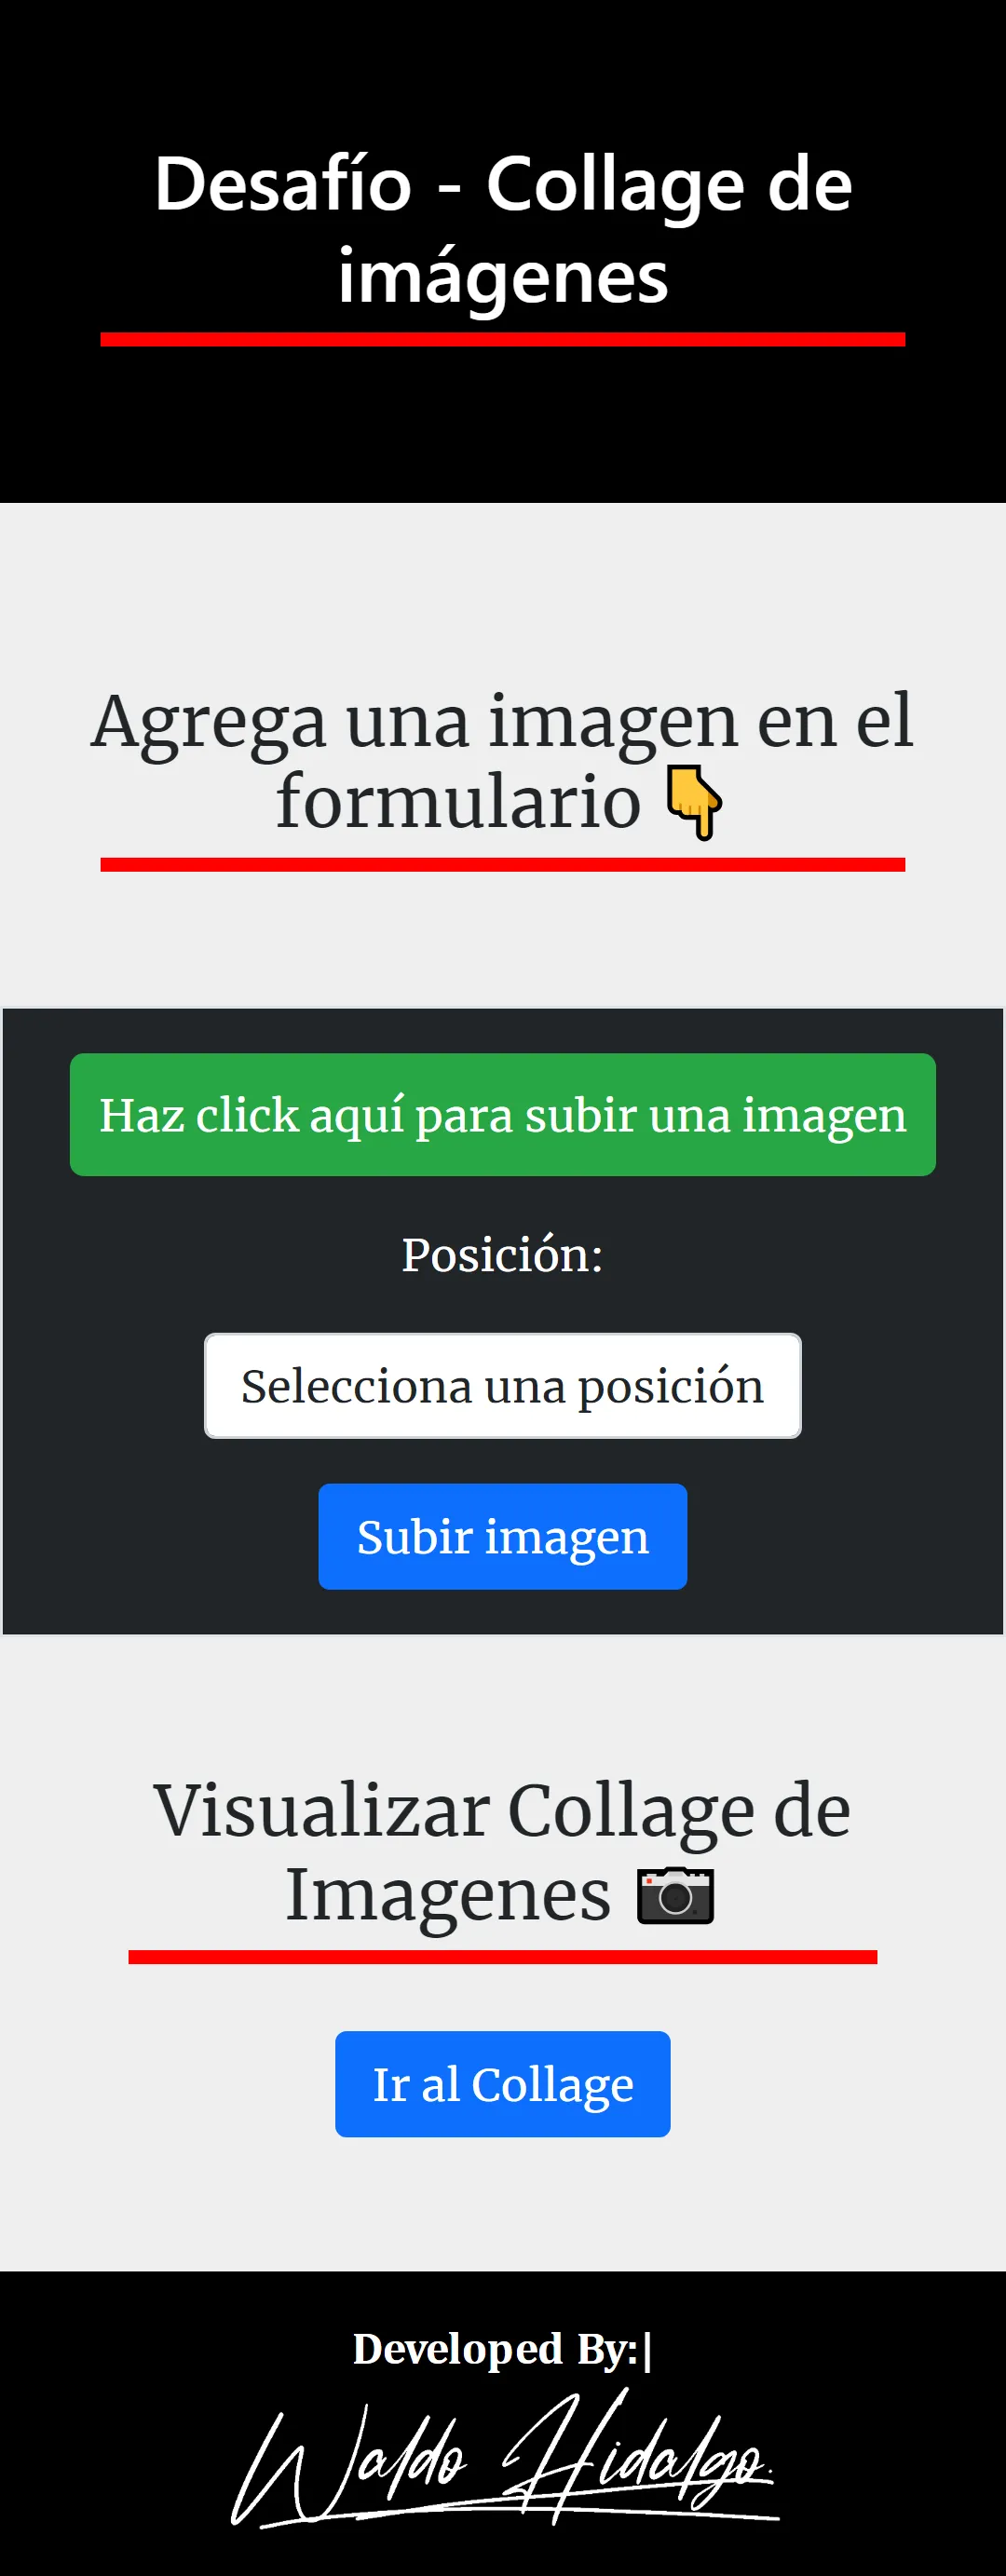 Desafío - Collage de
imágenes
Agrega una imagen en el
formulario 👇
Haz click aquí para subir una imagen
Posición:
Selecciona una posición
Subir imagen
Visualizar Collage de
Imagenes 📷
Ir al Collage
Developed By:|
Waldo Hidalgo.